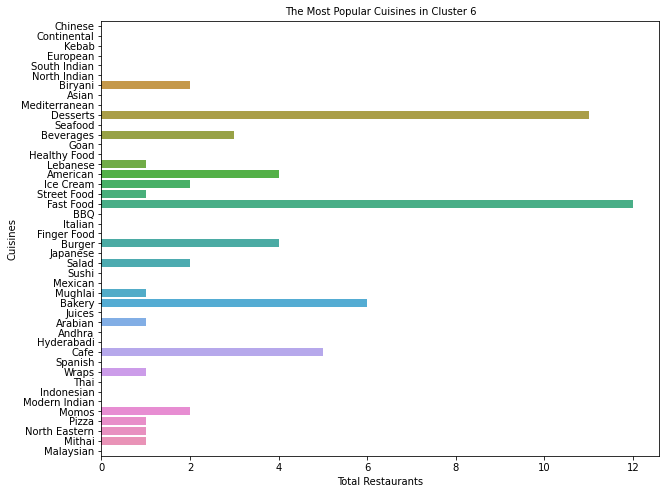 The Most Popular Cuisines in Cluster 6
Chinese
Continental
Kebab
European
South Indian
North Indian
Biryani
Asian
Mediterranean
Desserts
Seafood
Beverages
Goan
Healthy Food
Lebanese
American
Ice Cream
Street Food
Fast Food
BBQ
Italian
Finger Food
Burger
Japanese
Salad
Sushi
Mexican
Mughlai
Bakery
Juices
Arabian
Andhra
Hyderabadi
Cafe
Spanish
Wraps
Thai
Indonesian
Modern Indian
Momos
Pizza
North Eastern
Mithai
Malaysian
Cuisines
0 2 4 6 8 10 12
Total Restaurants